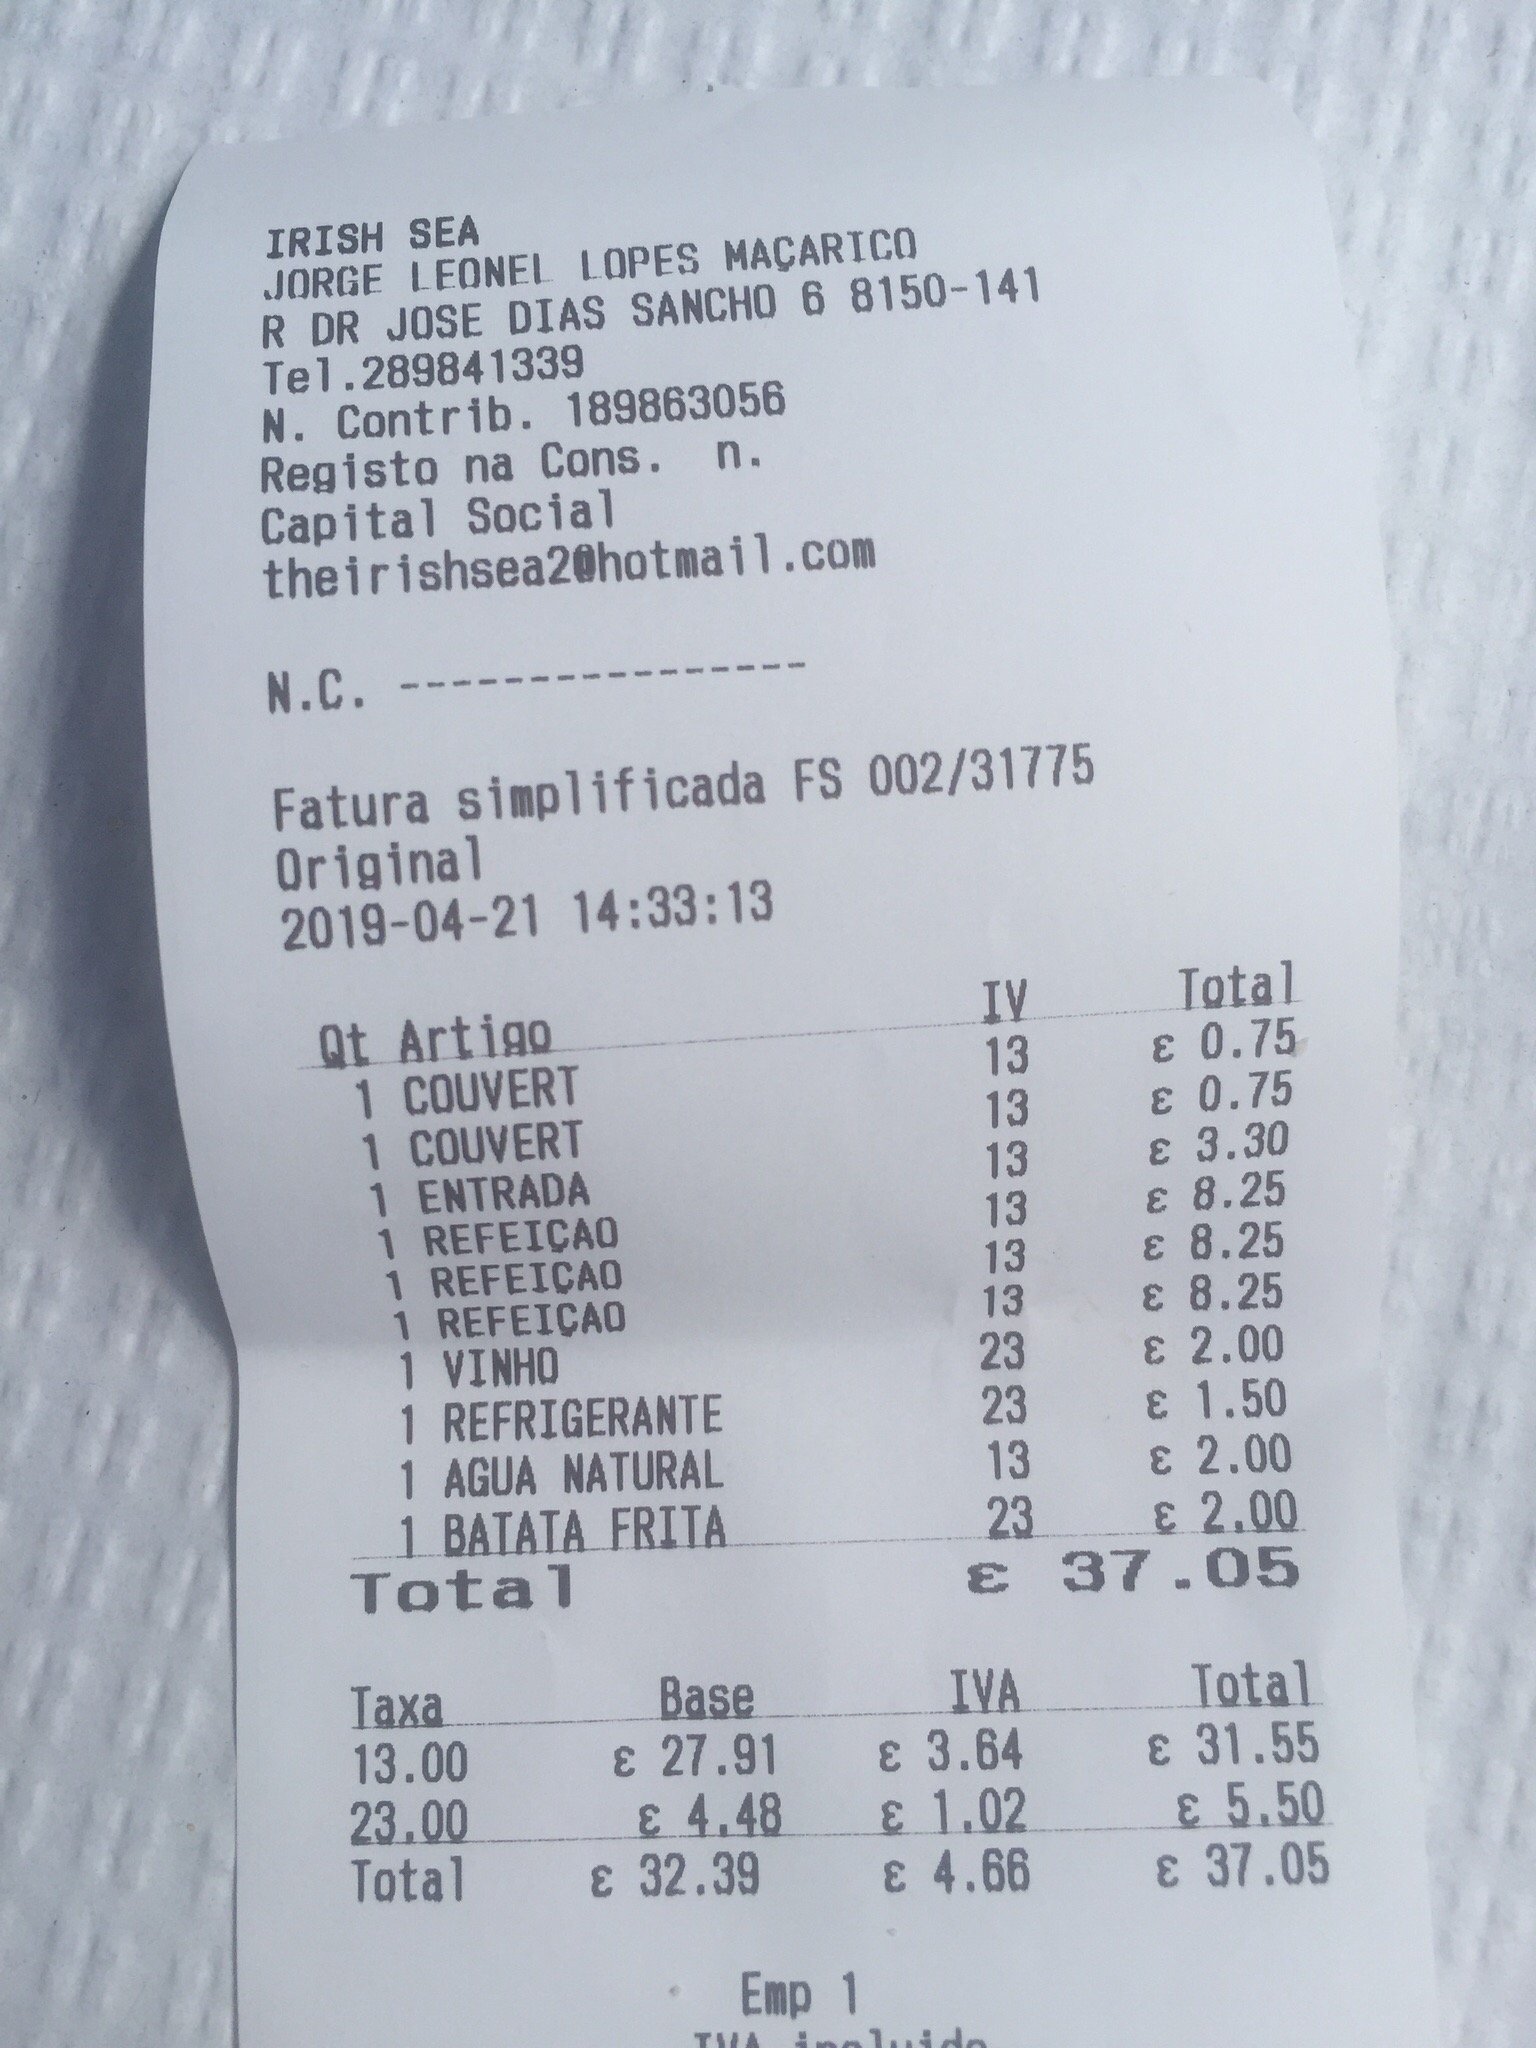 IRISH SEA
JORGE LEONEL LOPES MAÇARICO
R DR JOSE DIAS SANCHO 6 8150-141
Tel.289841339
N. Contrib. 189863056
Registo na Cons. n.
Capital Social
theirishsea2@hotmail.com
N.C. ----------------
Fatura simplificada FS 002/31775
Original
2019-04-21 14:33:13
Qt Artigo IV Total
1 COUVERT 13 ε 0.75
1 COUVERT 13 ε 0.75
1 ENTRADA 13 ε 3.30
1 REFEIÇAO 13 ε 8.25
1 REFEIÇAO 13 ε 8.25
1 REFEIÇAO 13 ε 8.25
1 VINHO 23 ε 2.00
1 REFRIGERANTE 23 ε 1.50
1 AGUA NATURAL 13 ε 2.00
1 BATATA FRITA 23 ε 2.00
Total ε 37.05
Taxa Base IVA Total
13.00 ε 27.91 ε 3.64 ε 31.55
23.00 ε 4.48 ε 1.02 ε 5.50
Total ε 32.39 ε 4.66 ε 37.05
Emp 1
IVA incluido